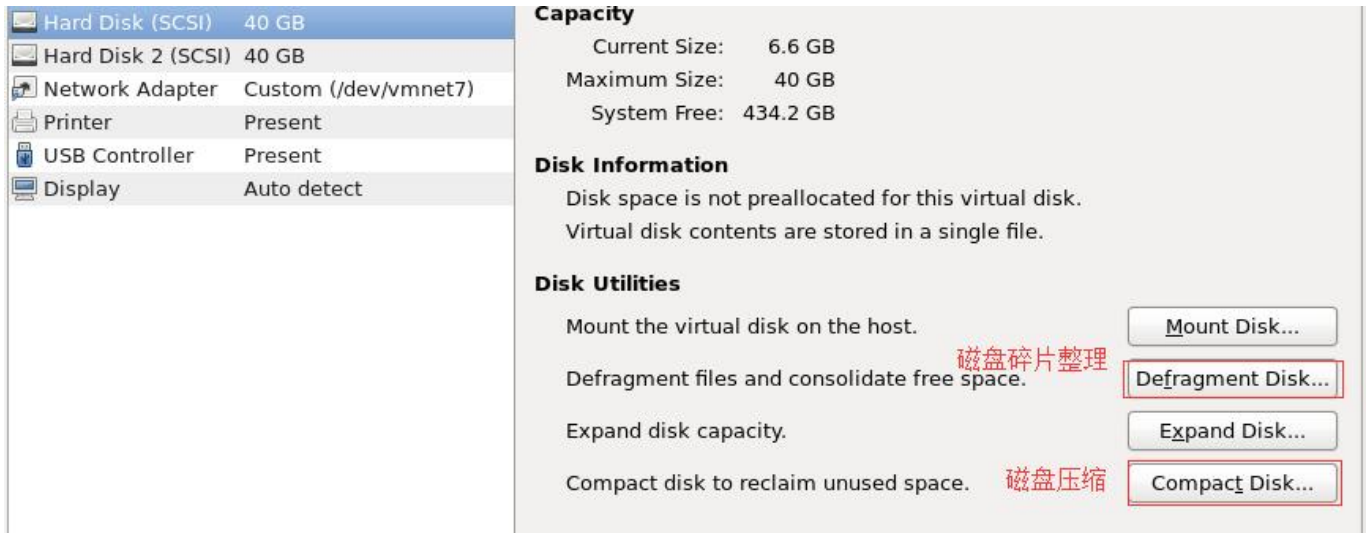 Hard Disk (SCSI) 40 GB
Hard Disk 2 (SCSI) 40 GB
Network Adapter Custom (/dev/vmnet7)
Printer Present
USB Controller Present
Display Auto detect
Capacity
Current Size: 6.6 GB
Maximum Size: 40 GB
System Free: 434.2 GB
Disk Information
Disk space is not preallocated for this virtual disk.
Virtual disk contents are stored in a single file.
Disk Utilities
Mount the virtual disk on the host. Mount Disk...
磁盘碎片整理
Defragment files and consolidate free space. Defragment Disk...
Expand disk capacity. Expand Disk...
Compact disk to reclaim unused space. 磁盘压缩 Compact Disk...